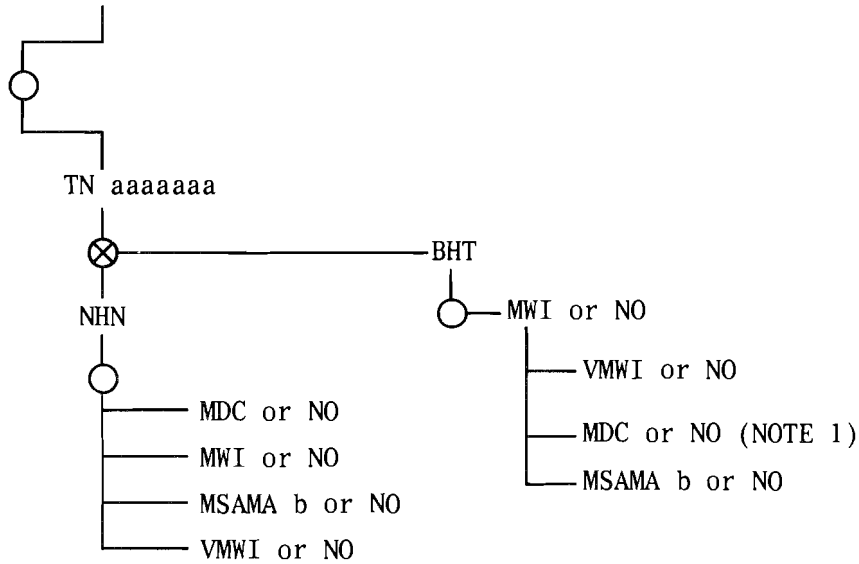 TN aaaaaaa
BHT
NHN
MWI or NO
VMWI or NO
MDC or NO (NOTE 1)
MSAMA b or NO
MDC or NO
MWI or NO
MSAMA b or NO
VMWI or NO